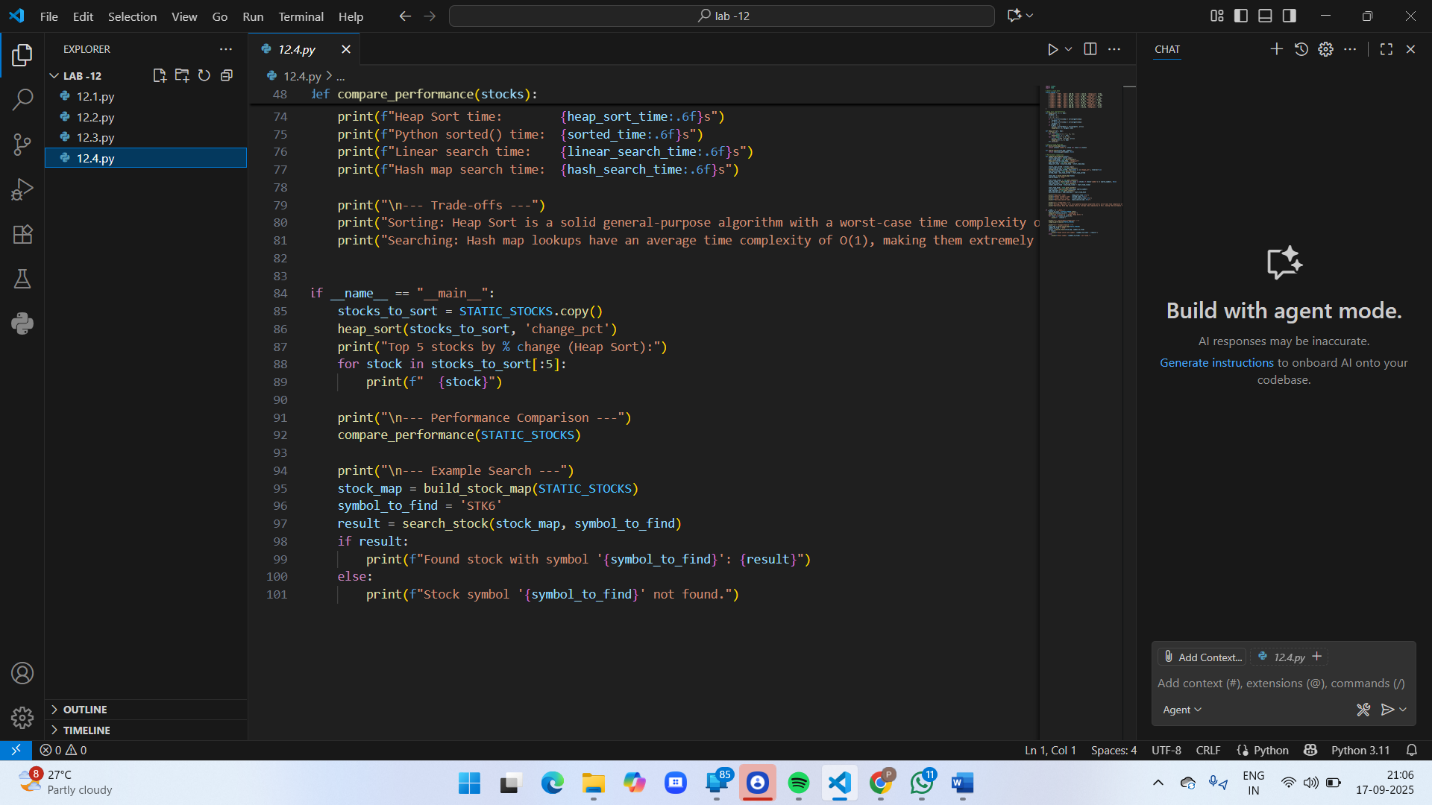 File Edit Selection View Go Run Terminal Help
lab -12
EXPLORER
LAB -12
12.1.py
12.2.py
12.3.py
12.4.py
OUTLINE
TIMELINE
12.4.py
12.4.py > ...
48 def compare_performance(stocks):
74 print(f"Heap Sort time:        {heap_sort_time:.6f}s")
75 print(f"Python sorted() time:  {sorted_time:.6f}s")
76 print(f"Linear search time:    {linear_search_time:.6f}s")
77 print(f"Hash map search time:  {hash_search_time:.6f}s")
78
79 print("\n--- Trade-offs ---")
80 print("Sorting: Heap Sort is a solid general-purpose algorithm with a worst-case time complexity
81 print("Searching: Hash map lookups have an average time complexity of O(1), making them extremely
82
83
84 if __name__ == "__main__":
85     stocks_to_sort = STATIC_STOCKS.copy()
86     heap_sort(stocks_to_sort, 'change_pct')
87     print("Top 5 stocks by % change (Heap Sort):")
88     for stock in stocks_to_sort[:5]:
89         print(f"  {stock}")
90
91     print("\n--- Performance Comparison ---")
92     compare_performance(STATIC_STOCKS)
93
94     print("\n--- Example Search ---")
95     stock_map = build_stock_map(STATIC_STOCKS)
96     symbol_to_find = 'STK6'
97     result = search_stock(stock_map, symbol_to_find)
98     if result:
99         print(f"Found stock with symbol '{symbol_to_find}': {result}")
100     else:
101         print(f"Stock symbol '{symbol_to_find}' not found.")
CHAT
Build with agent mode.
AI responses may be inaccurate.
Generate instructions to onboard AI onto your
codebase.
Add Context... 12.4.py
Add context (#), extensions (@), commands (/)
Agent
0 0
Ln 1, Col 1 Spaces: 4 UTF-8 CRLF Python Python 3.11
8
27°C
Partly cloudy
85
P
11
ENG
IN
21:06
17-09-2025